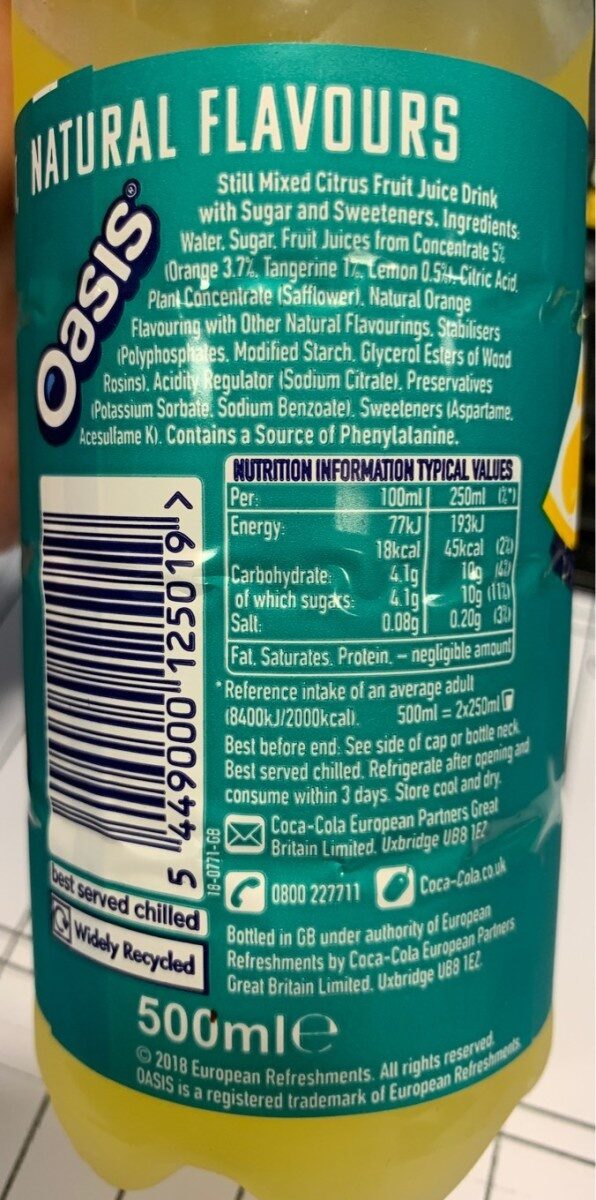 NATURAL FLAVOURS
Oasis®
Still Mixed Citrus Fruit Juice Drink
with Sugar and Sweeteners. Ingredients:
Water, Sugar, Fruit Juices from Concentrate 5%
(Orange 3.7%, Tangerine 1%, Lemon 0.5%), Citric Acid,
Plant Concentrate (Safflower), Natural Orange
Flavouring with Other Natural Flavourings, Stabilisers
(Polyphosphates, Modified Starch, Glycerol Esters of Wood
Rosins), Acidity Regulator (Sodium Citrate), Preservatives
(Potassium Sorbate, Sodium Benzoate), Sweeteners (Aspartame,
Acesulfame K). Contains a Source of Phenylalanine.
NUTRITION INFORMATION TYPICAL VALUES
Per: 100ml 250ml (%*)
Energy: 77kJ 193kJ
18kcal 45kcal (2%)
Carbohydrate: 4.1g 10g (4%)
of which sugars: 4.1g 10g (11%)
Salt: 0.08g 0.20g (3%)
Fat, Saturates, Protein, – negligible amount
*Reference intake of an average adult
(8400kJ/2000kcal). 500ml = 2x250ml
Best before end: See side of cap or bottle neck.
Best served chilled. Refrigerate after opening and
consume within 3 days. Store cool and dry.
Coca-Cola European Partners Great
Britain Limited, Uxbridge UB8 1EZ
0800 227711 Coca-Cola.co.uk
Bottled in GB under authority of European
Refreshments by Coca-Cola European Partners
Great Britain Limited, Uxbridge UB8 1EZ.
5 449000 125019 >
18-0771-GB
best served chilled
Widely Recycled
500ml e
© 2018 European Refreshments. All rights reserved.
OASIS is a registered trademark of European Refreshments.